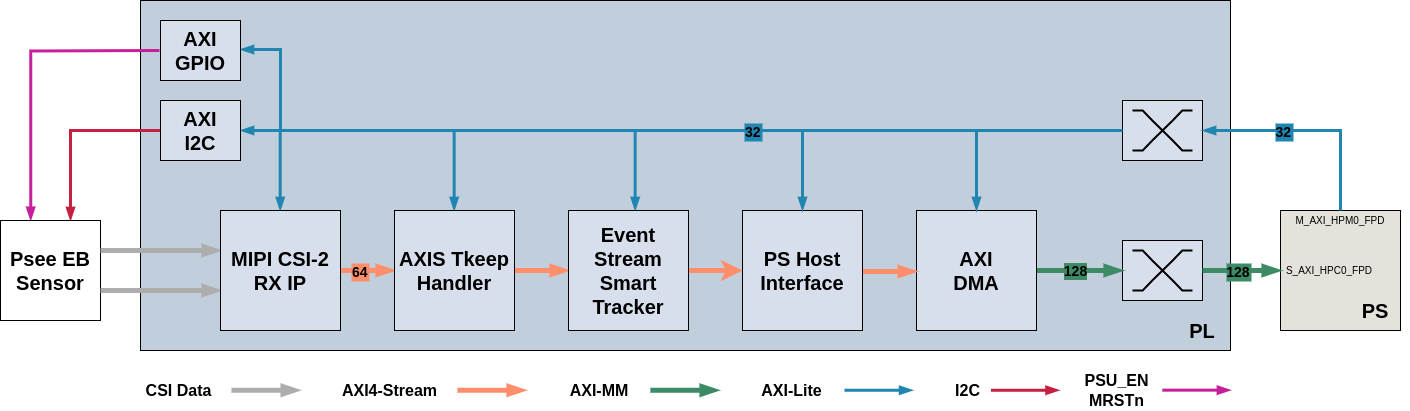 AXI
GPIO
AXI
I2C
32
32
M_AXI_HPM0_FPD
Psee EB
Sensor
MIPI CSI-2
RX IP
64
AXIS Tkeep
Handler
Event
Stream
Smart
Tracker
PS Host
Interface
AXI
DMA
128
128
S_AXI_HPC0_FPD
PS
PL
CSI Data
AXI4-Stream
AXI-MM
AXI-Lite
I2C
PSU_EN
MRSTn